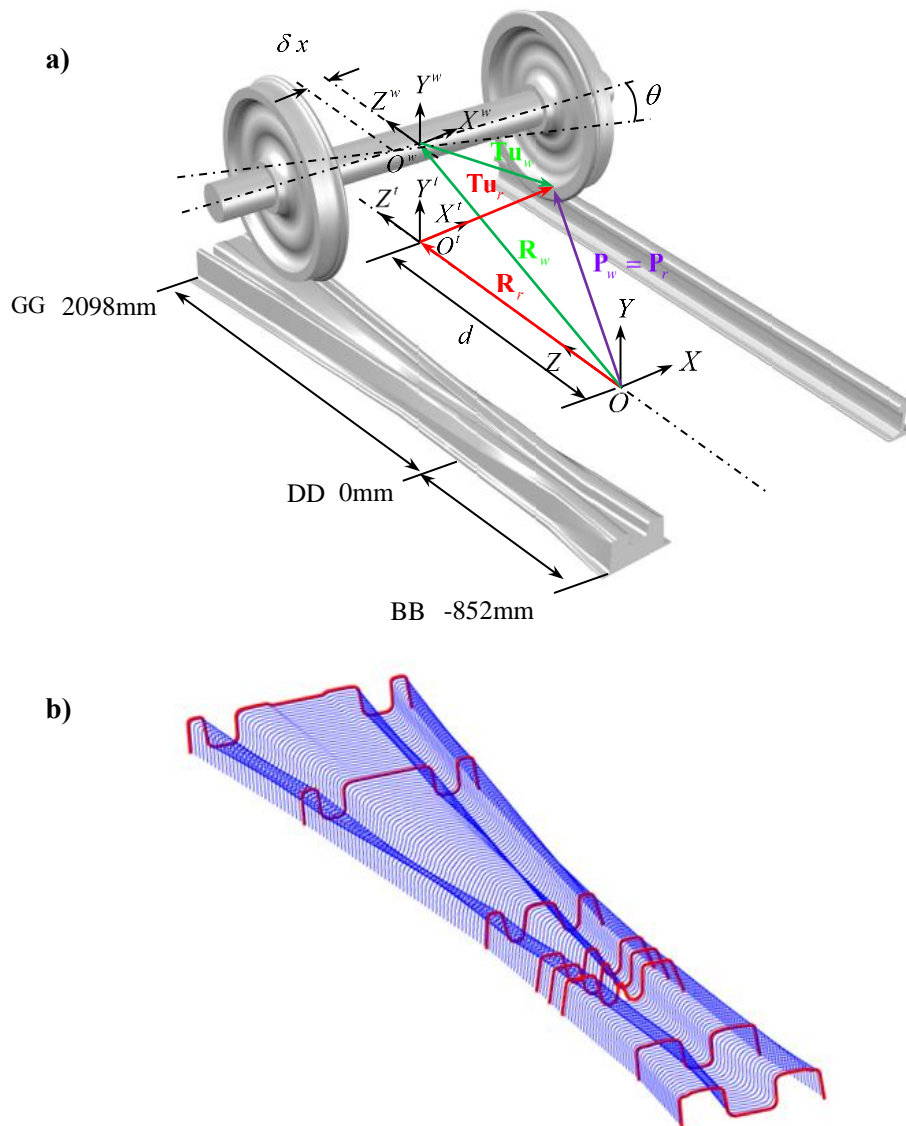 a)
δ x
Z^w
Y^w
X^w
θ
O^w
Tu_w
Tu_r
Z^t
Y^t
X^t
O^t
R_w
R_r
P_w = P_r
GG 2098mm
d
Z
Y
X
O
DD 0mm
BB -852mm
b)